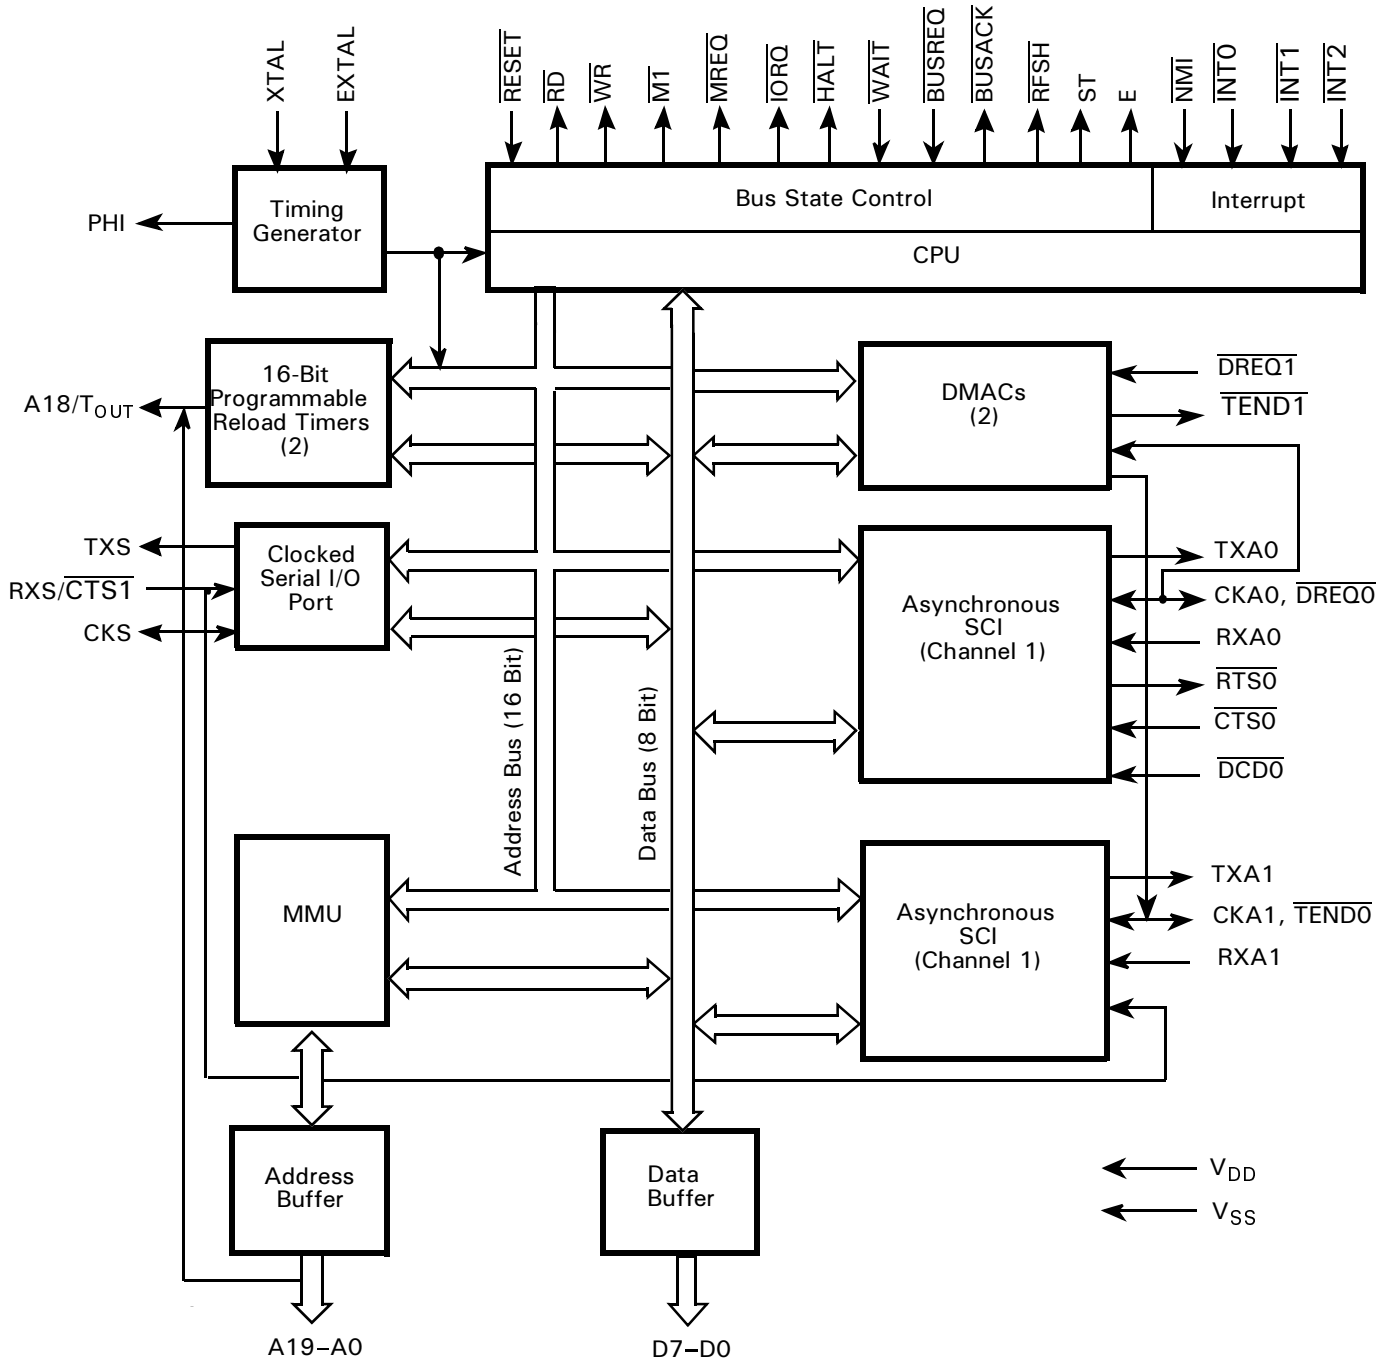 XTAL
EXTAL
RESET
RD
WR
M1
MREQ
IORQ
HALT
WAIT
BUSREQ
BUSACK
RFSH
ST
E
NMI
INT0
INT1
INT2
Timing
Generator
PHI
Bus State Control
Interrupt
CPU
16-Bit
Programmable
Reload Timers
(2)
A18/TOUT
DMACs
(2)
DREQ1
TEND1
TXS
RXS/CTS1
CKS
Clocked
Serial I/O
Port
Asynchronous
SCI
(Channel 1)
TXA0
CKA0, DREQ0
RXA0
RTS0
CTS0
DCD0
Address Bus (16 Bit)
Data Bus (8 Bit)
MMU
Asynchronous
SCI
(Channel 1)
TXA1
CKA1, TEND0
RXA1
Address
Buffer
Data
Buffer
VDD
VSS
A19–A0
D7–D0